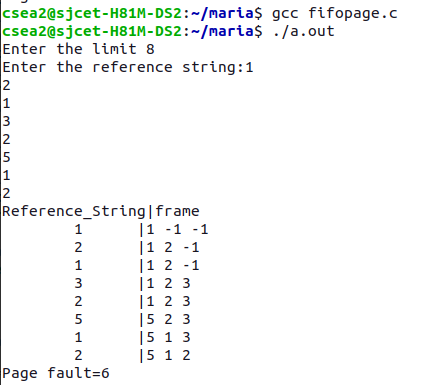 csea2@sjcet-H81M-DS2:~/maria$ gcc fifopage.c
csea2@sjcet-H81M-DS2:~/maria$ ./a.out
Enter the limit 8
Enter the reference string:1
2
1
3
2
5
1
2
Reference_String|frame
1 |1 -1 -1
2 |1 2 -1
1 |1 2 -1
3 |1 2 3
2 |1 2 3
5 |5 2 3
1 |5 1 3
2 |5 1 2
Page fault=6